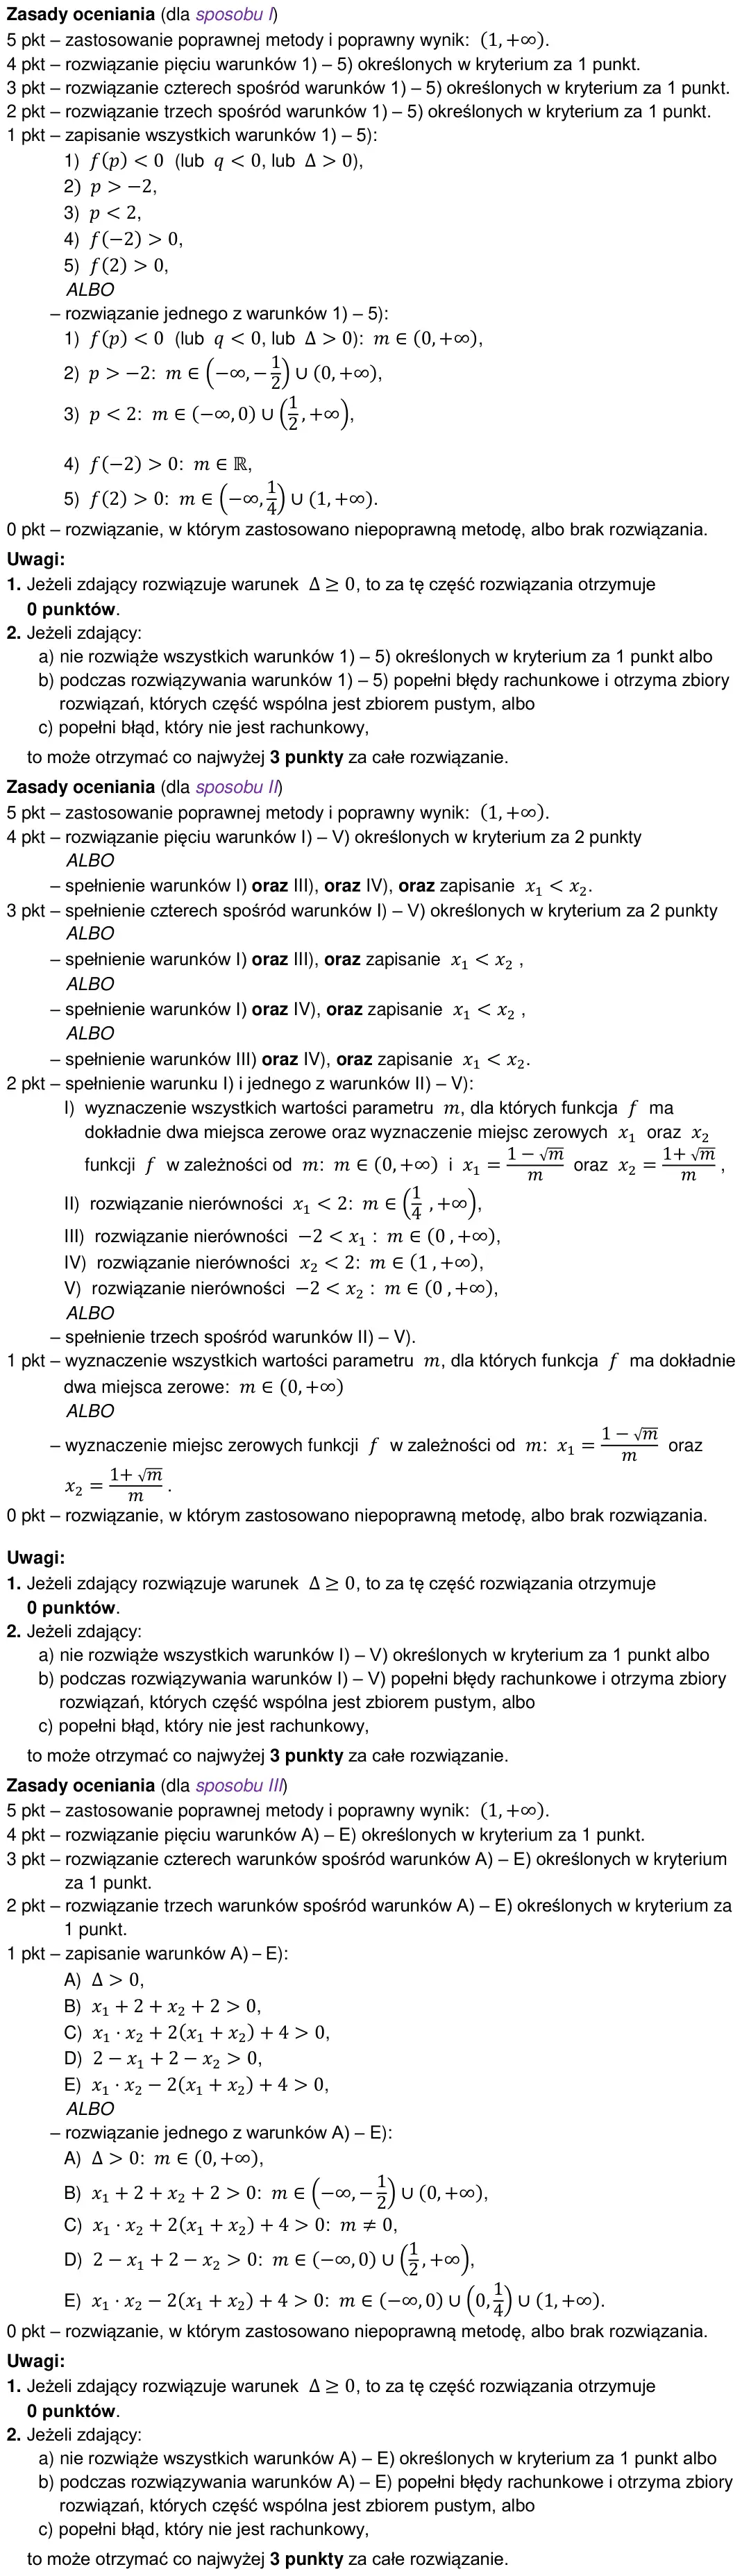 Zasady oceniania (dla sposobu I)
5 pkt – zastosowanie poprawnej metody i poprawny wynik: (1, +∞).
4 pkt – rozwiązanie pięciu warunków 1) – 5) określonych w kryterium za 1 punkt.
3 pkt – rozwiązanie czterech spośród warunków 1) – 5) określonych w kryterium za 1 punkt.
2 pkt – rozwiązanie trzech spośród warunków 1) – 5) określonych w kryterium za 1 punkt.
1 pkt – zapisanie wszystkich warunków 1) – 5):
1) f(p) < 0 (lub q < 0, lub Δ > 0),
2) p > −2,
3) p < 2,
4) f(−2) > 0,
5) f(2) > 0,
ALBO
– rozwiązanie jednego z warunków 1) – 5):
1) f(p) < 0 (lub q < 0, lub Δ > 0): m ∈ (0, +∞),
2) p > −2: m ∈ (−∞, −1/2) ∪ (0, +∞),
3) p < 2: m ∈ (−∞, 0) ∪ (1/2, +∞),
4) f(−2) > 0: m ∈ ℝ,
5) f(2) > 0: m ∈ (−∞, 1/4) ∪ (1, +∞).
0 pkt – rozwiązanie, w którym zastosowano niepoprawną metodę, albo brak rozwiązania.
Uwagi:
1. Jeżeli zdający rozwiązuje warunek Δ ≥ 0, to za tę część rozwiązania otrzymuje
0 punktów.
2. Jeżeli zdający:
a) nie rozwiąże wszystkich warunków 1) – 5) określonych w kryterium za 1 punkt albo
b) podczas rozwiązywania warunków 1) – 5) popełni błędy rachunkowe i otrzyma zbiory
rozwiązań, których część wspólna jest zbiorem pustym, albo
c) popełni błąd, który nie jest rachunkowy,
to może otrzymać co najwyżej 3 punkty za całe rozwiązanie.
Zasady oceniania (dla sposobu II)
5 pkt – zastosowanie poprawnej metody i poprawny wynik: (1, +∞).
4 pkt – rozwiązanie pięciu warunków I) – V) określonych w kryterium za 2 punkty
ALBO
– spełnienie warunków I) oraz III), oraz IV), oraz zapisanie x₁ < x₂.
3 pkt – spełnienie czterech spośród warunków I) – V) określonych w kryterium za 2 punkty
ALBO
– spełnienie warunków I) oraz III), oraz zapisanie x₁ < x₂ ,
ALBO
– spełnienie warunków I) oraz IV), oraz zapisanie x₁ < x₂ ,
ALBO
– spełnienie warunków III) oraz IV), oraz zapisanie x₁ < x₂.
2 pkt – spełnienie warunku I) i jednego z warunków II) – V):
I) wyznaczenie wszystkich wartości parametru m, dla których funkcja f ma
dokładnie dwa miejsca zerowe oraz wyznaczenie miejsc zerowych x₁ oraz x₂
funkcji f w zależności od m: m ∈ (0, +∞) i x₁ = (1 − √m)/m oraz x₂ = (1+ √m)/m ,
II) rozwiązanie nierówności x₁ < 2: m ∈ (1/4 , +∞),
III) rozwiązanie nierówności −2 < x₁ : m ∈ (0 , +∞),
IV) rozwiązanie nierówności x₂ < 2: m ∈ (1 , +∞),
V) rozwiązanie nierówności −2 < x₂ : m ∈ (0 , +∞),
ALBO
– spełnienie trzech spośród warunków II) – V).
1 pkt – wyznaczenie wszystkich wartości parametru m, dla których funkcja f ma dokładnie
dwa miejsca zerowe: m ∈ (0, +∞)
ALBO
– wyznaczenie miejsc zerowych funkcji f w zależności od m: x₁ = (1 − √m)/m oraz
x₂ = (1+ √m)/m .
0 pkt – rozwiązanie, w którym zastosowano niepoprawną metodę, albo brak rozwiązania.
Uwagi:
1. Jeżeli zdający rozwiązuje warunek Δ ≥ 0, to za tę część rozwiązania otrzymuje
0 punktów.
2. Jeżeli zdający:
a) nie rozwiąże wszystkich warunków I) – V) określonych w kryterium za 1 punkt albo
b) podczas rozwiązywania warunków I) – V) popełni błędy rachunkowe i otrzyma zbiory
rozwiązań, których część wspólna jest zbiorem pustym, albo
c) popełni błąd, który nie jest rachunkowy,
to może otrzymać co najwyżej 3 punkty za całe rozwiązanie.
Zasady oceniania (dla sposobu III)
5 pkt – zastosowanie poprawnej metody i poprawny wynik: (1, +∞).
4 pkt – rozwiązanie pięciu warunków A) – E) określonych w kryterium za 1 punkt.
3 pkt – rozwiązanie czterech warunków spośród warunków A) – E) określonych w kryterium
za 1 punkt.
2 pkt – rozwiązanie trzech warunków spośród warunków A) – E) określonych w kryterium za
1 punkt.
1 pkt – zapisanie warunków A) – E):
A) Δ > 0,
B) x₁ + 2 + x₂ + 2 > 0,
C) x₁ · x₂ + 2(x₁ + x₂) + 4 > 0,
D) 2 − x₁ + 2 − x₂ > 0,
E) x₁ · x₂ − 2(x₁ + x₂) + 4 > 0,
ALBO
– rozwiązanie jednego z warunków A) – E):
A) Δ > 0: m ∈ (0, +∞),
B) x₁ + 2 + x₂ + 2 > 0: m ∈ (−∞, −1/2) ∪ (0, +∞),
C) x₁ · x₂ + 2(x₁ + x₂) + 4 > 0: m ≠ 0,
D) 2 − x₁ + 2 − x₂ > 0: m ∈ (−∞, 0) ∪ (1/2, +∞),
E) x₁ · x₂ − 2(x₁ + x₂) + 4 > 0: m ∈ (−∞, 0) ∪ (0, 1/4) ∪ (1, +∞).
0 pkt – rozwiązanie, w którym zastosowano niepoprawną metodę, albo brak rozwiązania.
Uwagi:
1. Jeżeli zdający rozwiązuje warunek Δ ≥ 0, to za tę część rozwiązania otrzymuje
0 punktów.
2. Jeżeli zdający:
a) nie rozwiąże wszystkich warunków A) – E) określonych w kryterium za 1 punkt albo
b) podczas rozwiązywania warunków A) – E) popełni błędy rachunkowe i otrzyma zbiory
rozwiązań, których część wspólna jest zbiorem pustym, albo
c) popełni błąd, który nie jest rachunkowy,
to może otrzymać co najwyżej 3 punkty za całe rozwiązanie.